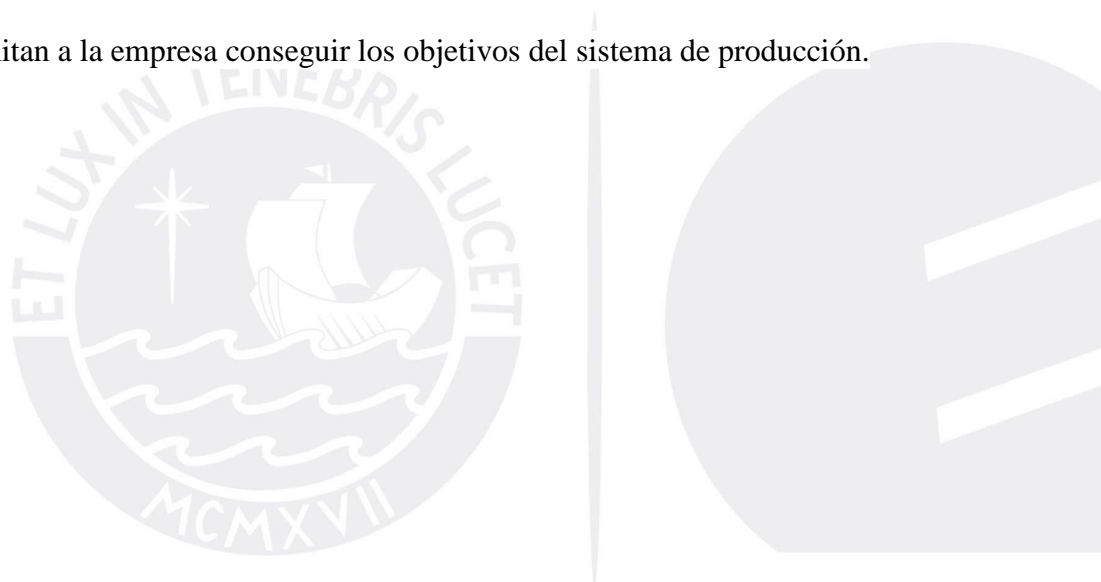 itan a la empresa conseguir los objetivos del sistema de producción.
ET LUX IN TENEBRIS LUCET
MCMXVII